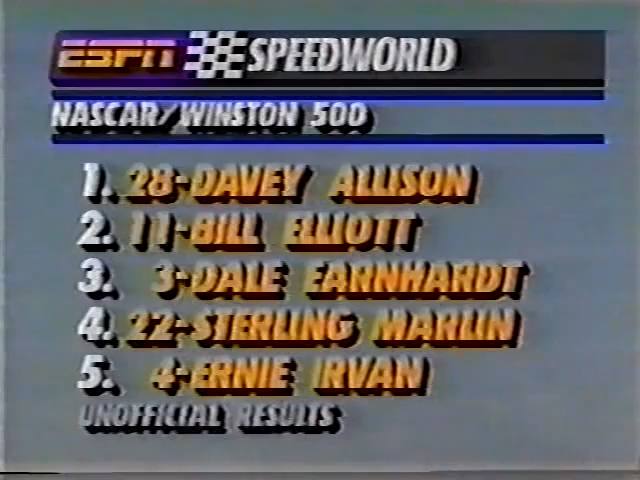 ESPN SPEEDWORLD
NASCAR/WINSTON 500
1. 28-DAVEY ALLISON
2. 11-BILL ELLIOTT
3. 3-DALE EARNHARDT
4. 22-STERLING MARLIN
5. 4-ERNIE IRVAN
UNOFFICIAL RESULTS